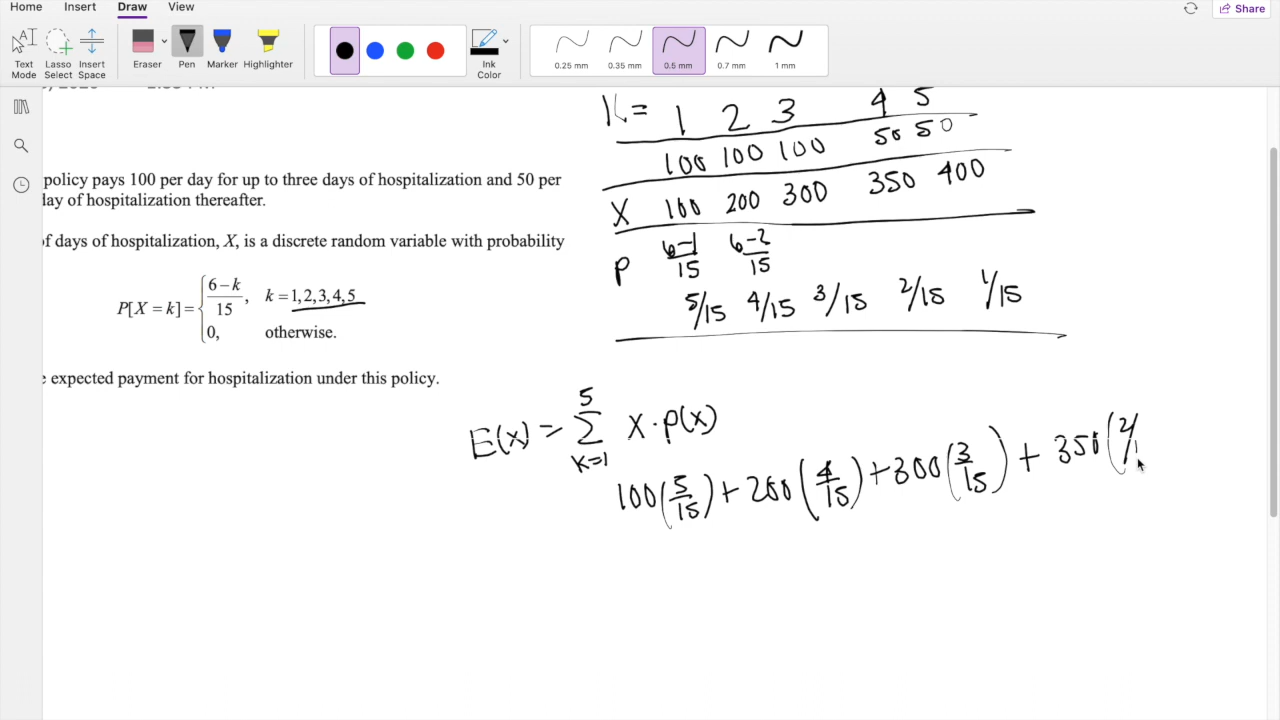 Home Insert Draw View
Share
Text Mode
Lasso Select
Insert Space
Eraser
Pen
Marker
Highlighter
Ink Color
0.25 mm
0.35 mm
0.5 mm
0.7 mm
1 mm
policy pays 100 per day for up to three days of hospitalization and 50 per
day of hospitalization thereafter.
of days of hospitalization, X, is a discrete random variable with probability
P[X = k] = { (6 − k)/15, k = 1, 2, 3, 4, 5
0, otherwise.
e expected payment for hospitalization under this policy.
K= 1 2 3 4 5
100 100 100 50 50
X 100 200 300 350 400
P 6-1/15 6-2/15
5/15 4/15 3/15 2/15 1/15
E(x) = 5 Σ k=1 x·p(x)
100(5/15) + 200(4/15) + 300(3/15) + 350(2/1